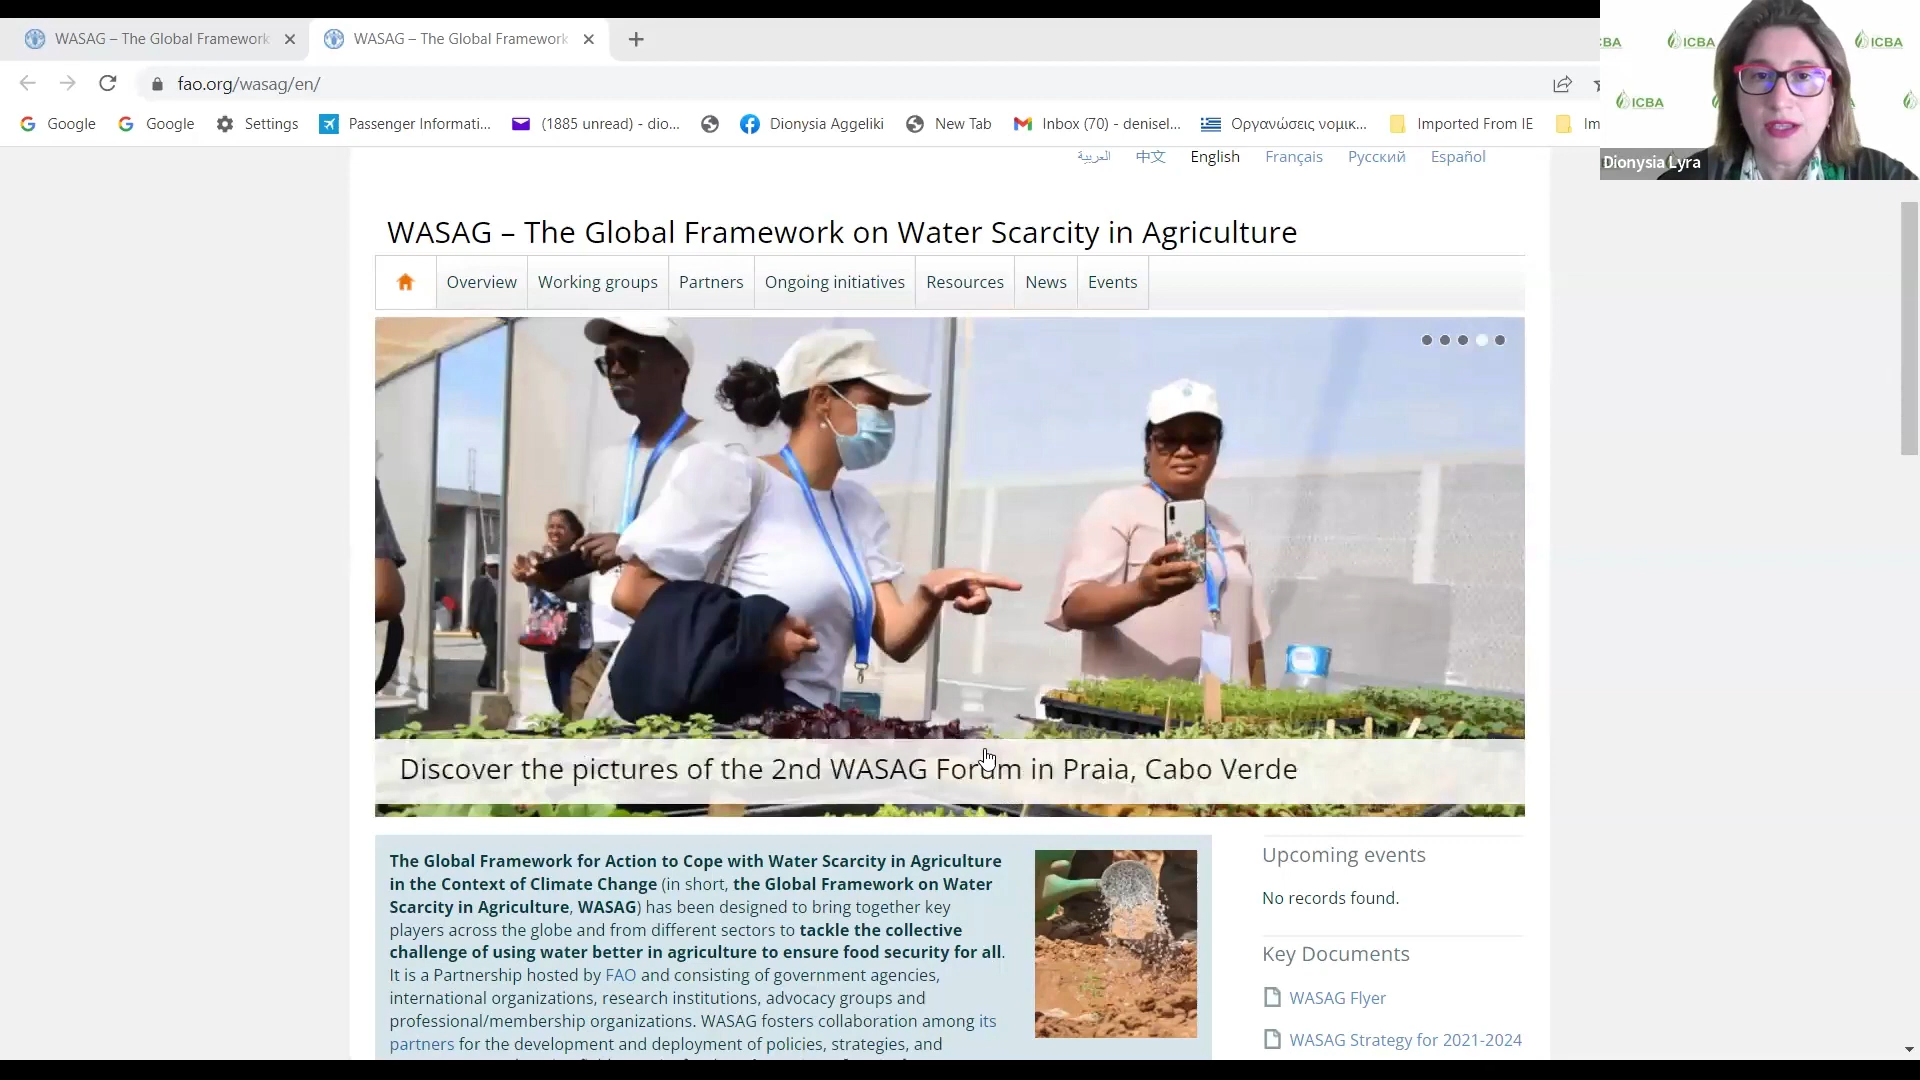 WASAG – The Global Framework
WASAG – The Global Framework
fao.org/wasag/en/
Google
Google
Settings
Passenger Informati...
(1885 unread) - dio...
Dionysia Aggeliki
New Tab
Inbox (70) - denisel...
Οργανώσεις νομικ...
Imported From IE
Im
BA
ICBA
ICBA
ICBA
Dionysia Lyra
العربية
中文
English
Français
Русский
Español
WASAG – The Global Framework on Water Scarcity in Agriculture
Overview
Working groups
Partners
Ongoing initiatives
Resources
News
Events
Discover the pictures of the 2nd WASAG Forum in Praia, Cabo Verde
The Global Framework for Action to Cope with Water Scarcity in Agriculture
in the Context of Climate Change (in short, the Global Framework on Water
Scarcity in Agriculture, WASAG) has been designed to bring together key
players across the globe and from different sectors to tackle the collective
challenge of using water better in agriculture to ensure food security for all.
It is a Partnership hosted by FAO and consisting of government agencies,
international organizations, research institutions, advocacy groups and
professional/membership organizations. WASAG fosters collaboration among its
partners for the development and deployment of policies, strategies, and
Upcoming events
No records found.
Key Documents
WASAG Flyer
WASAG Strategy for 2021-2024